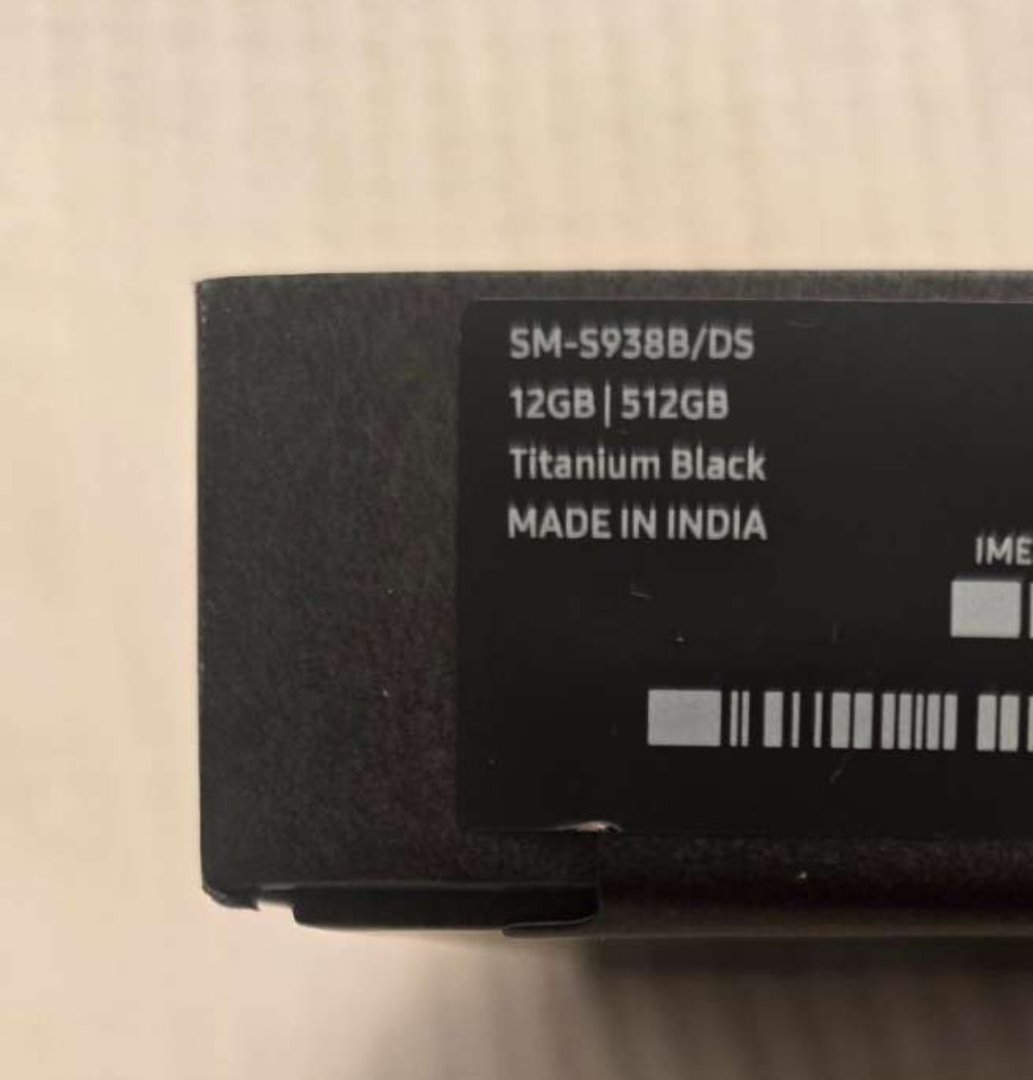 SM-S938B/DS
12GB | 512GB
Titanium Black
MADE IN INDIA
IME